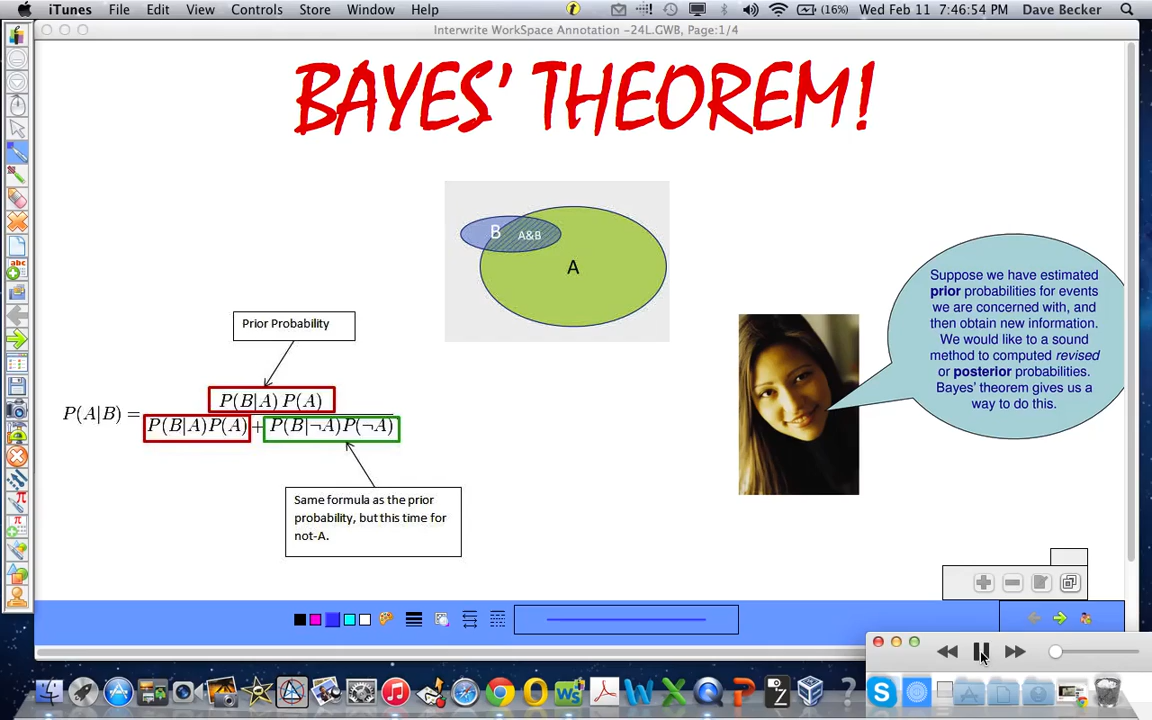 iTunes File Edit View Controls Store Window Help (16%) Wed Feb 11 7:46:54 PM Dave Becker
Interwrite WorkSpace Annotation -24L.GWB, Page:1/4
BAYES' THEOREM!
B A&B
A
Suppose we have estimated
prior probabilities for events
we are concerned with, and
then obtain new information.
We would like to a sound
method to computed revised
or posterior probabilities.
Bayes' theorem gives us a
way to do this.
Prior Probability
P(A|B) = P(B|A) P(A)
P(B|A)P(A) + P(B|¬A)P(¬A)
Same formula as the prior
probability, but this time for
not-A.